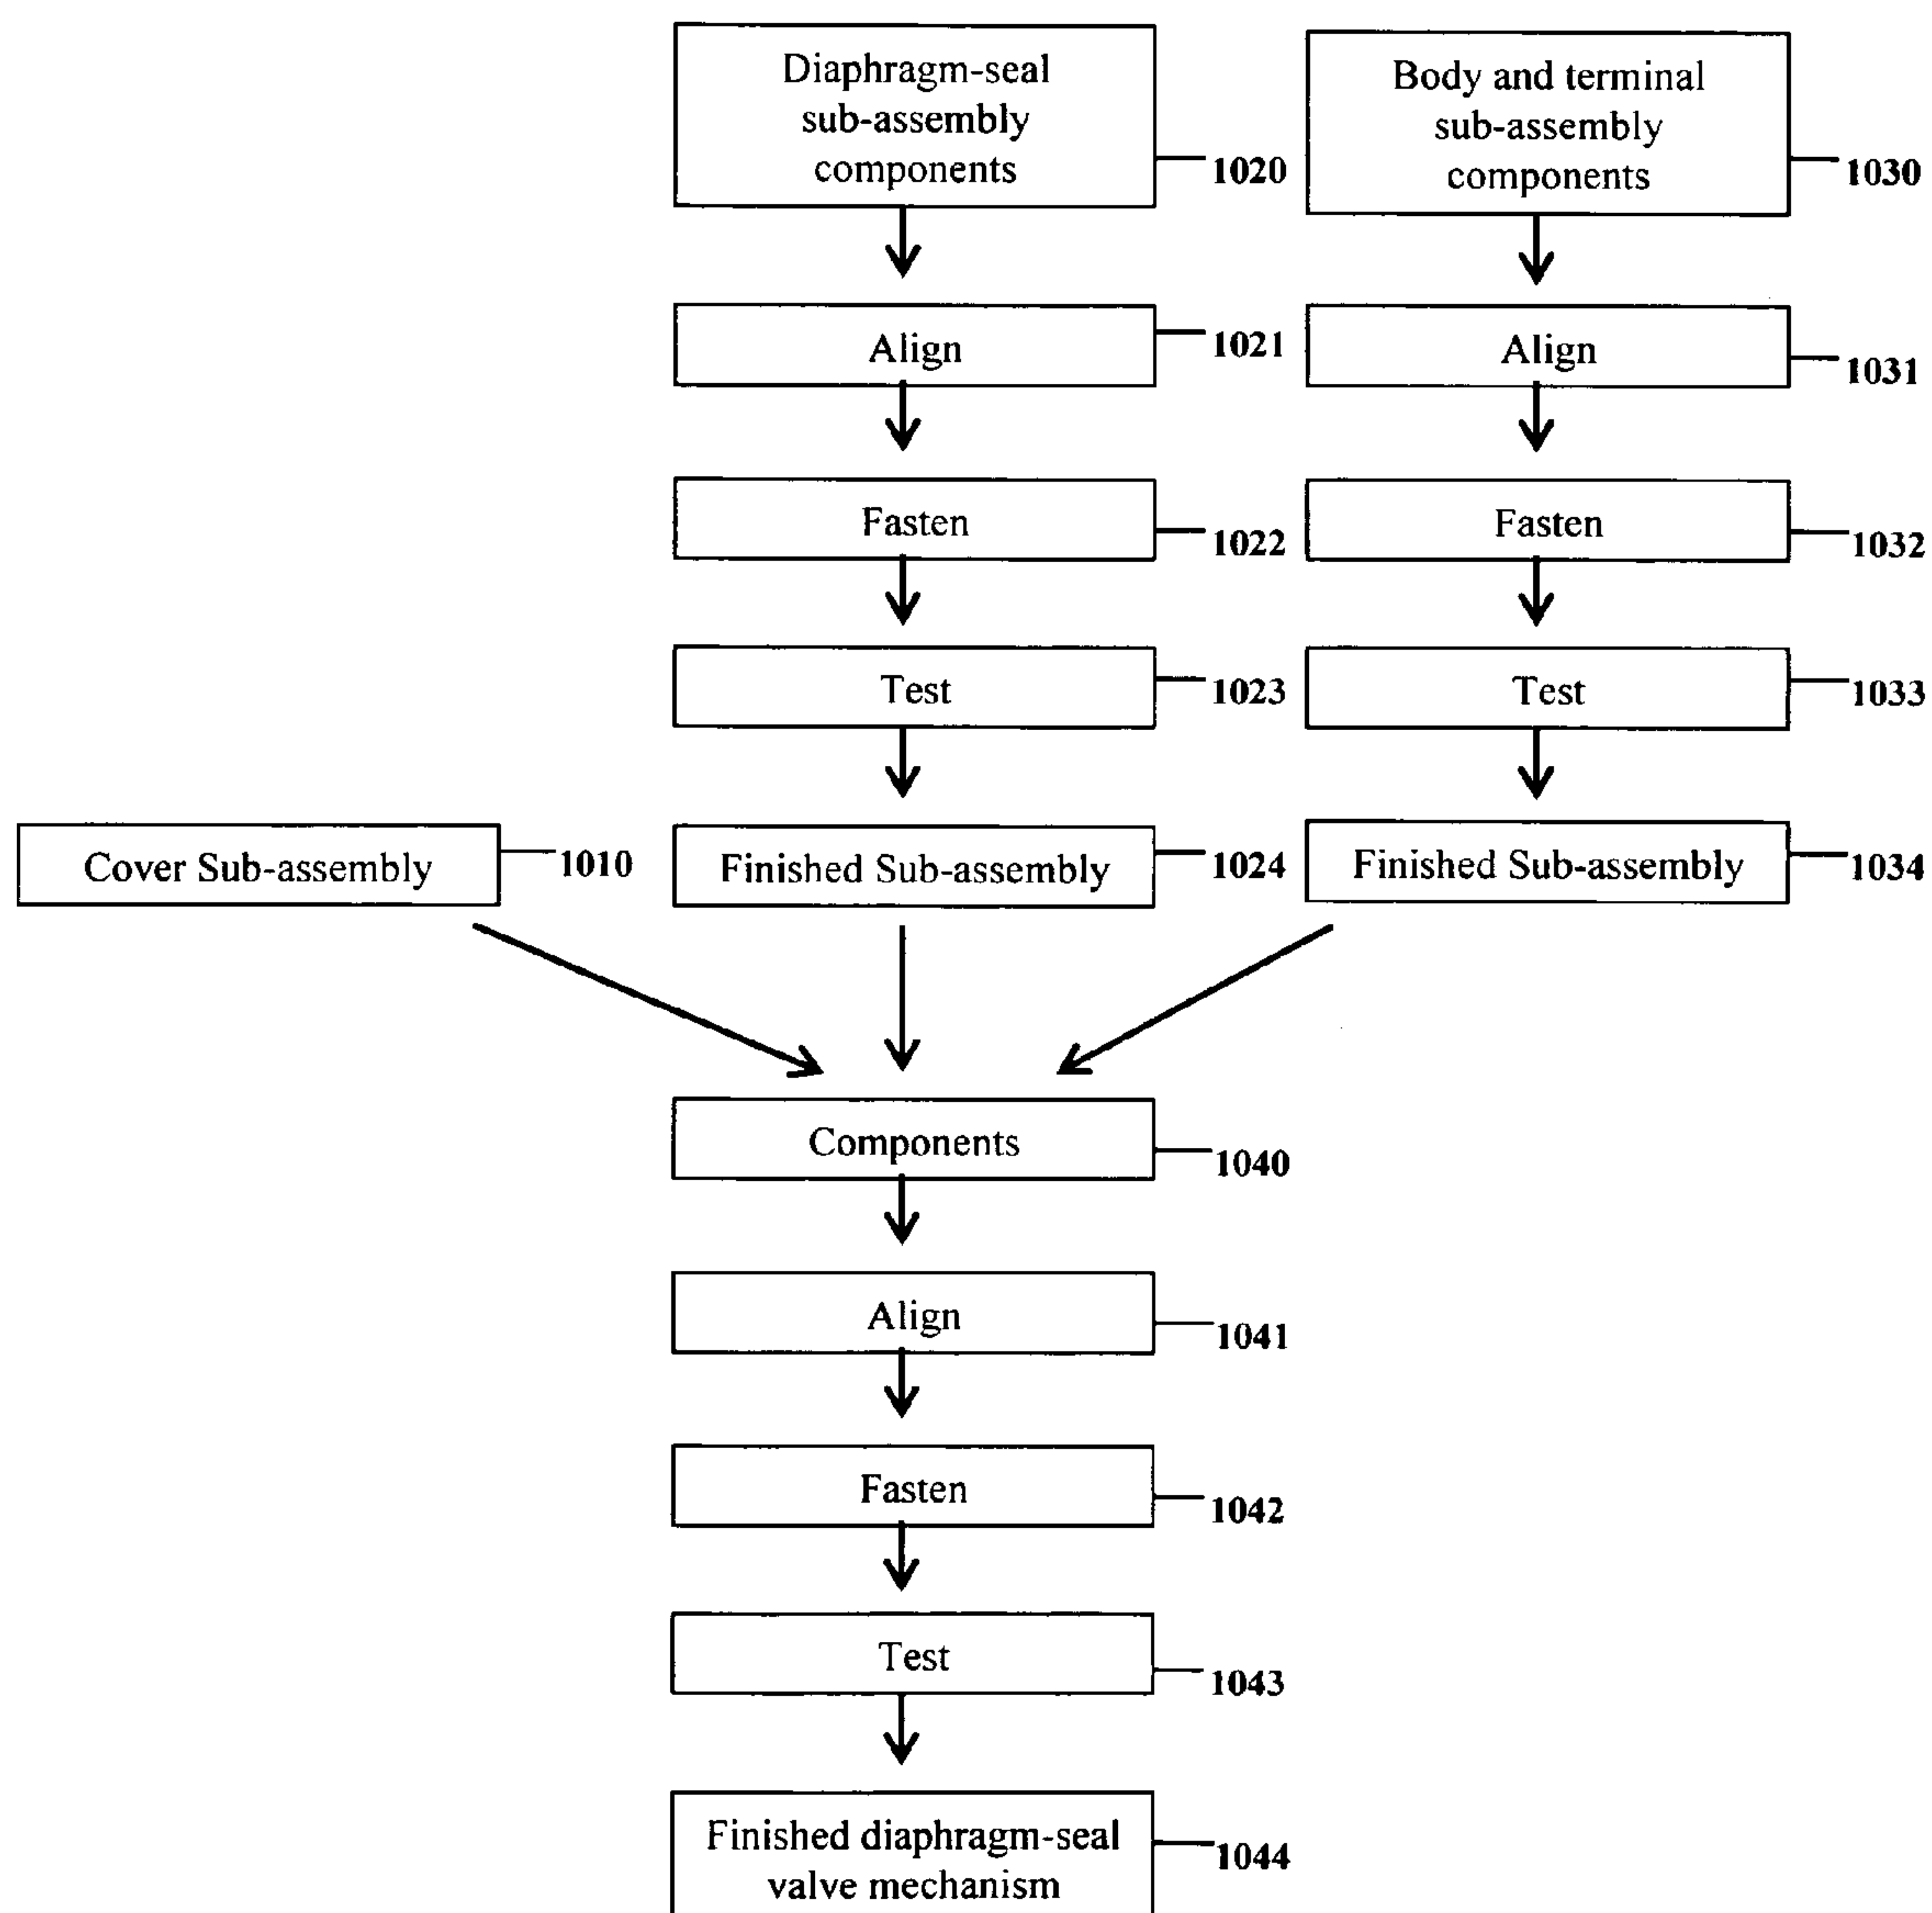 Diaphragm-seal
sub-assembly
components
1020
Body and terminal
sub-assembly
components
1030
Align
1021
Align
1031
Fasten
1022
Fasten
1032
Test
1023
Test
1033
Cover Sub-assembly
1010
Finished Sub-assembly
1024
Finished Sub-assembly
1034
Components
1040
Align
1041
Fasten
1042
Test
1043
Finished diaphragm-seal
valve mechanism
1044